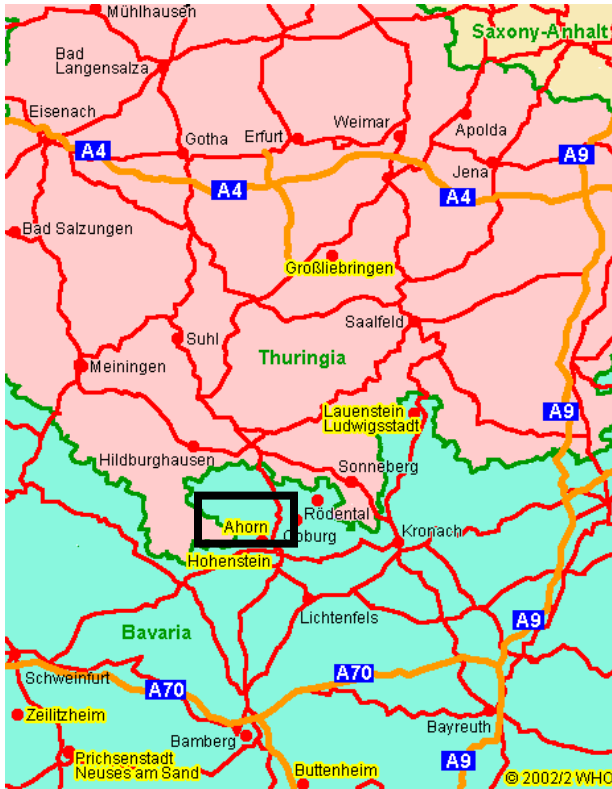 Mühlhausen
Saxony-Anhalt
Bad
Langensalza
Eisenach
Gotha
Erfurt
Weimar
Apolda
Jena
A4
A4
A4
A9
Bad Salzungen
Großliebringen
Saalfeld
Suhl
Thuringia
Meiningen
Lauenstein
Ludwigsstadt
A9
Hildburghausen
Sonneberg
Rödental
Ahorn
Coburg
Kronach
Hohenstein
Lichtenfels
Bavaria
A9
Schweinfurt
A70
A70
Zeilitzheim
Bamberg
Bayreuth
Prichsenstadt
Neuses am Sand
Buttenheim
A9
© 2002/2 WHO